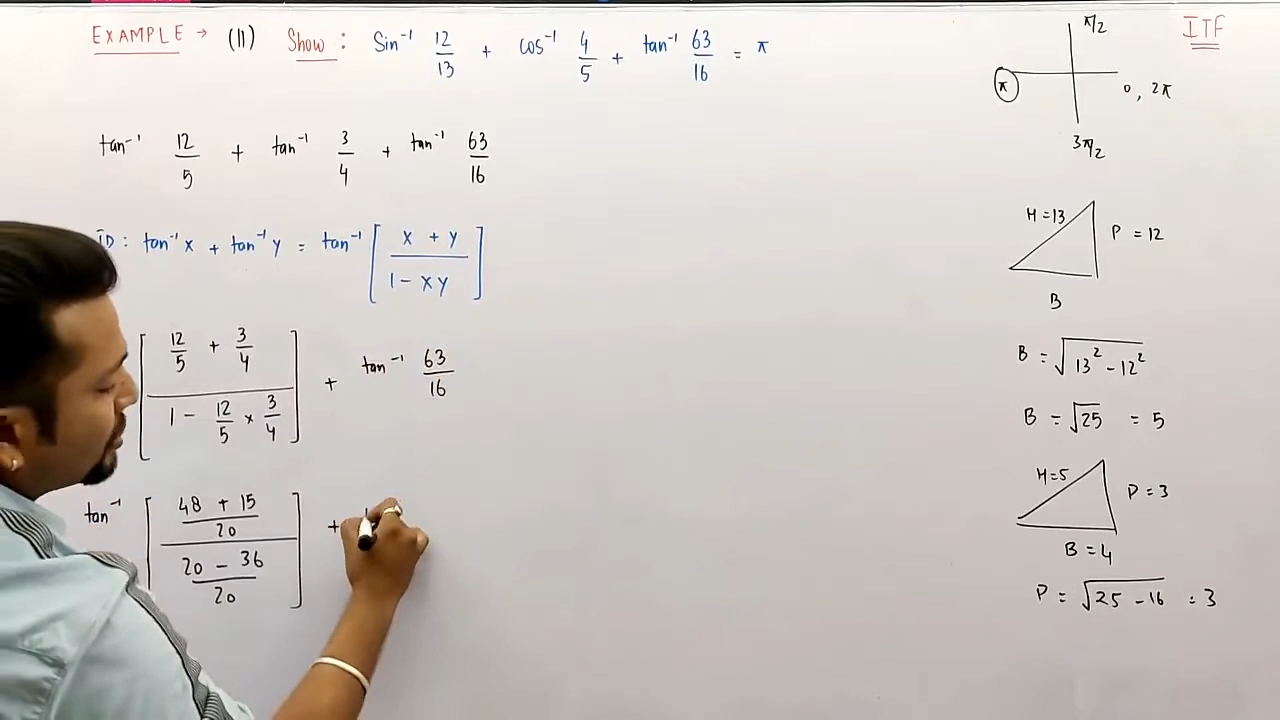 EXAMPLE → (11) Show : Sin⁻¹ 12/13 + cos⁻¹ 4/5 + tan⁻¹ 63/16 = π
tan⁻¹ 12/5 + tan⁻¹ 3/4 + tan⁻¹ 63/16
ID : tan⁻¹ x + tan⁻¹ y = tan⁻¹ [ x + y / 1 - xy ]
[ 12/5 + 3/4 / 1 - 12/5 × 3/4 ] + tan⁻¹ 63/16
tan⁻¹ [ 48 + 15 / 20 / 20 - 36 / 20 ] +
ITF
π/2
π
0, 2π
3π/2
H = 13
P = 12
B
B = √13² - 12²
B = √25 = 5
H = 5
P = 3
B = 4
P = √25 - 16 = 3